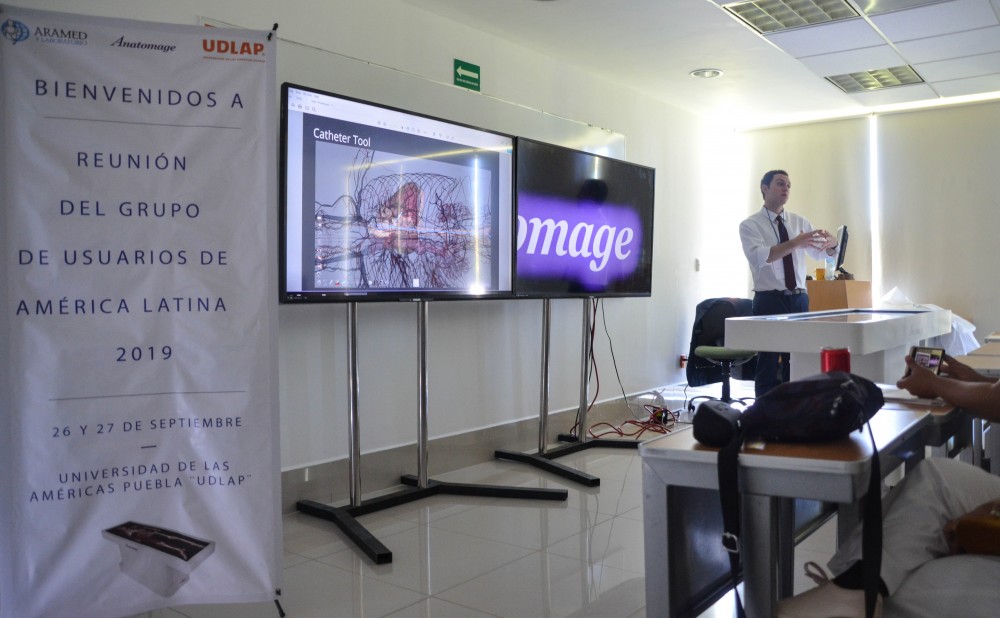 ARAMED
Y LABORATORIO
Anatomage
UDLAP
BIENVENIDOS A
REUNIÓN
DEL GRUPO
DE USUARIOS DE
AMÉRICA LATINA
2019
26 Y 27 DE SEPTIEMBRE
UNIVERSIDAD DE LAS
AMÉRICAS PUEBLA ¨UDLAP¨
Catheter Tool
omage